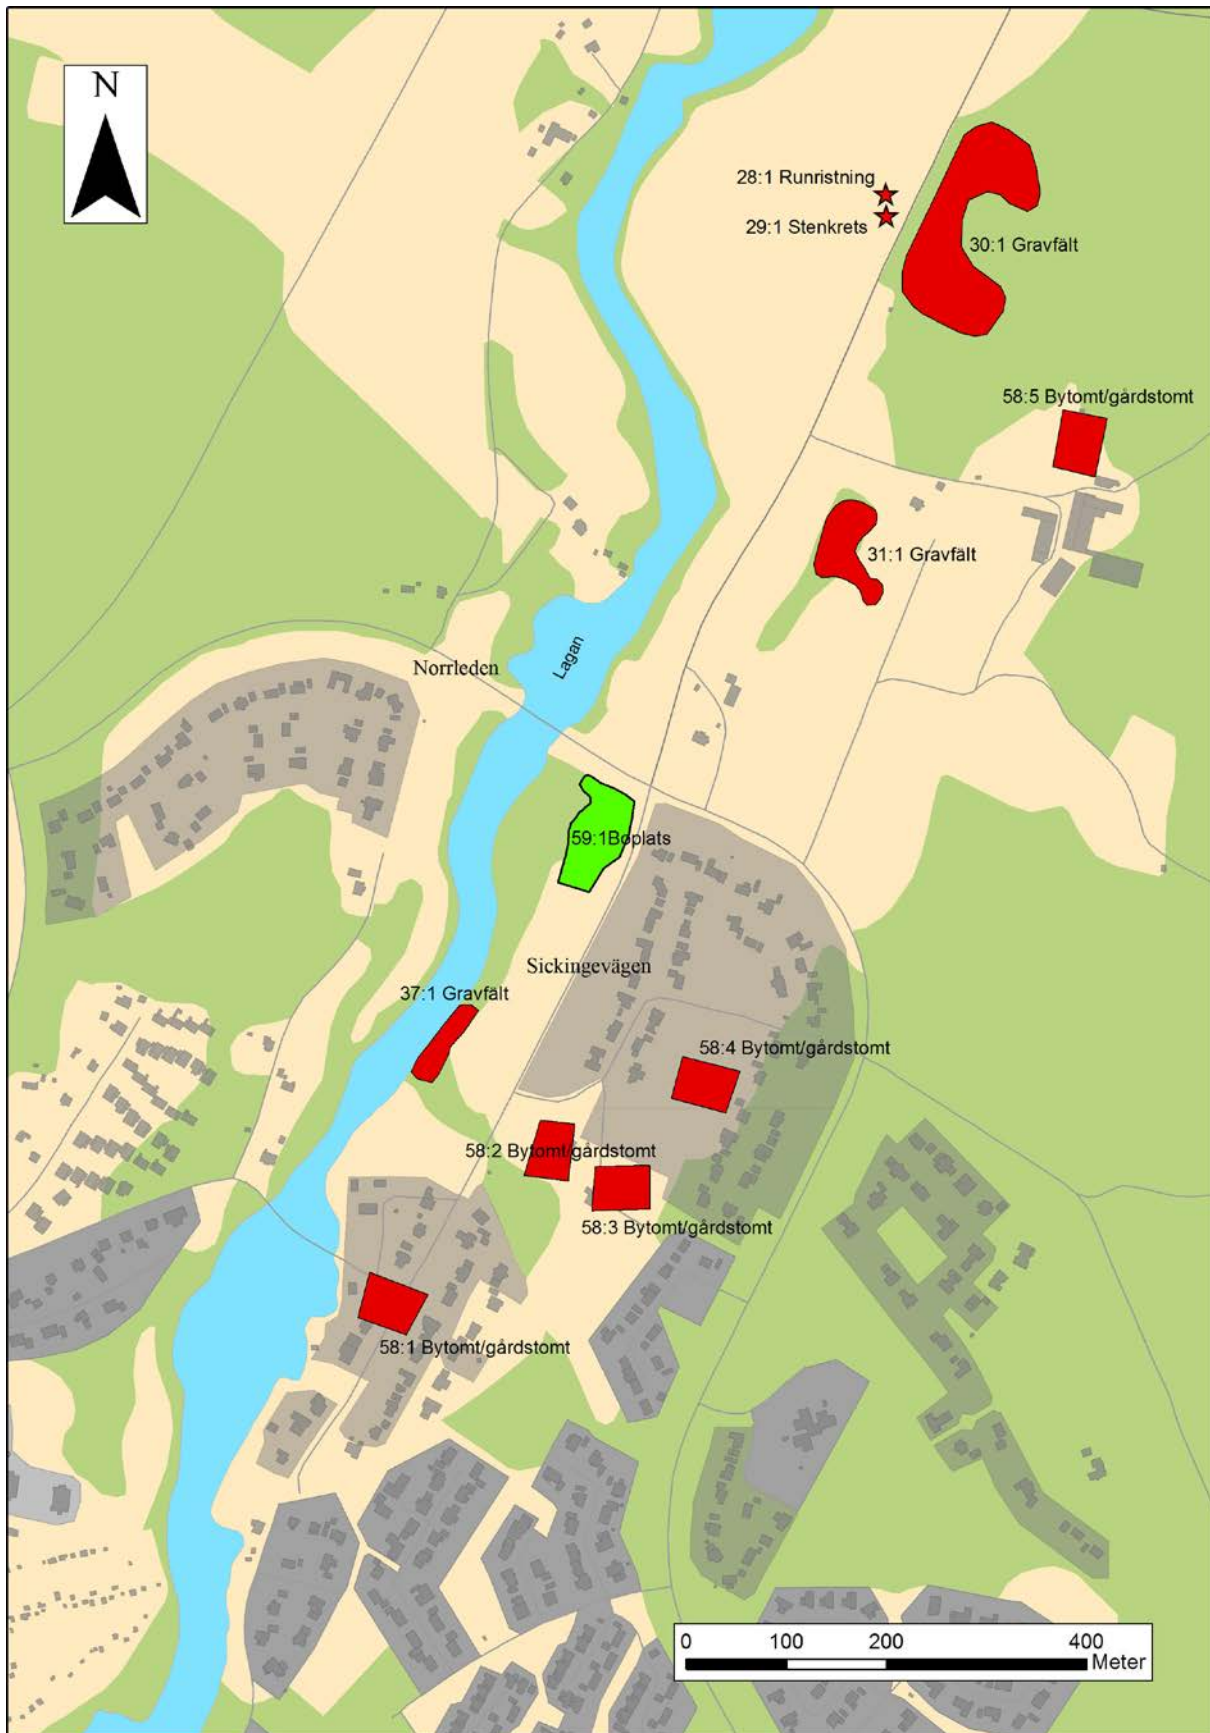 N
28:1 Runristning
29:1 Stenkrets
30:1 Gravfält
58:5 Bytomt/gårdstomt
31:1 Gravfält
Lagan
Norrleden
59:1Boplats
Sickingevägen
37:1 Gravfält
58:4 Bytomt/gårdstomt
58:2 Bytomt/gårdstomt
58:3 Bytomt/gårdstomt
58:1 Bytomt/gårdstomt
0 100 200 400
Meter